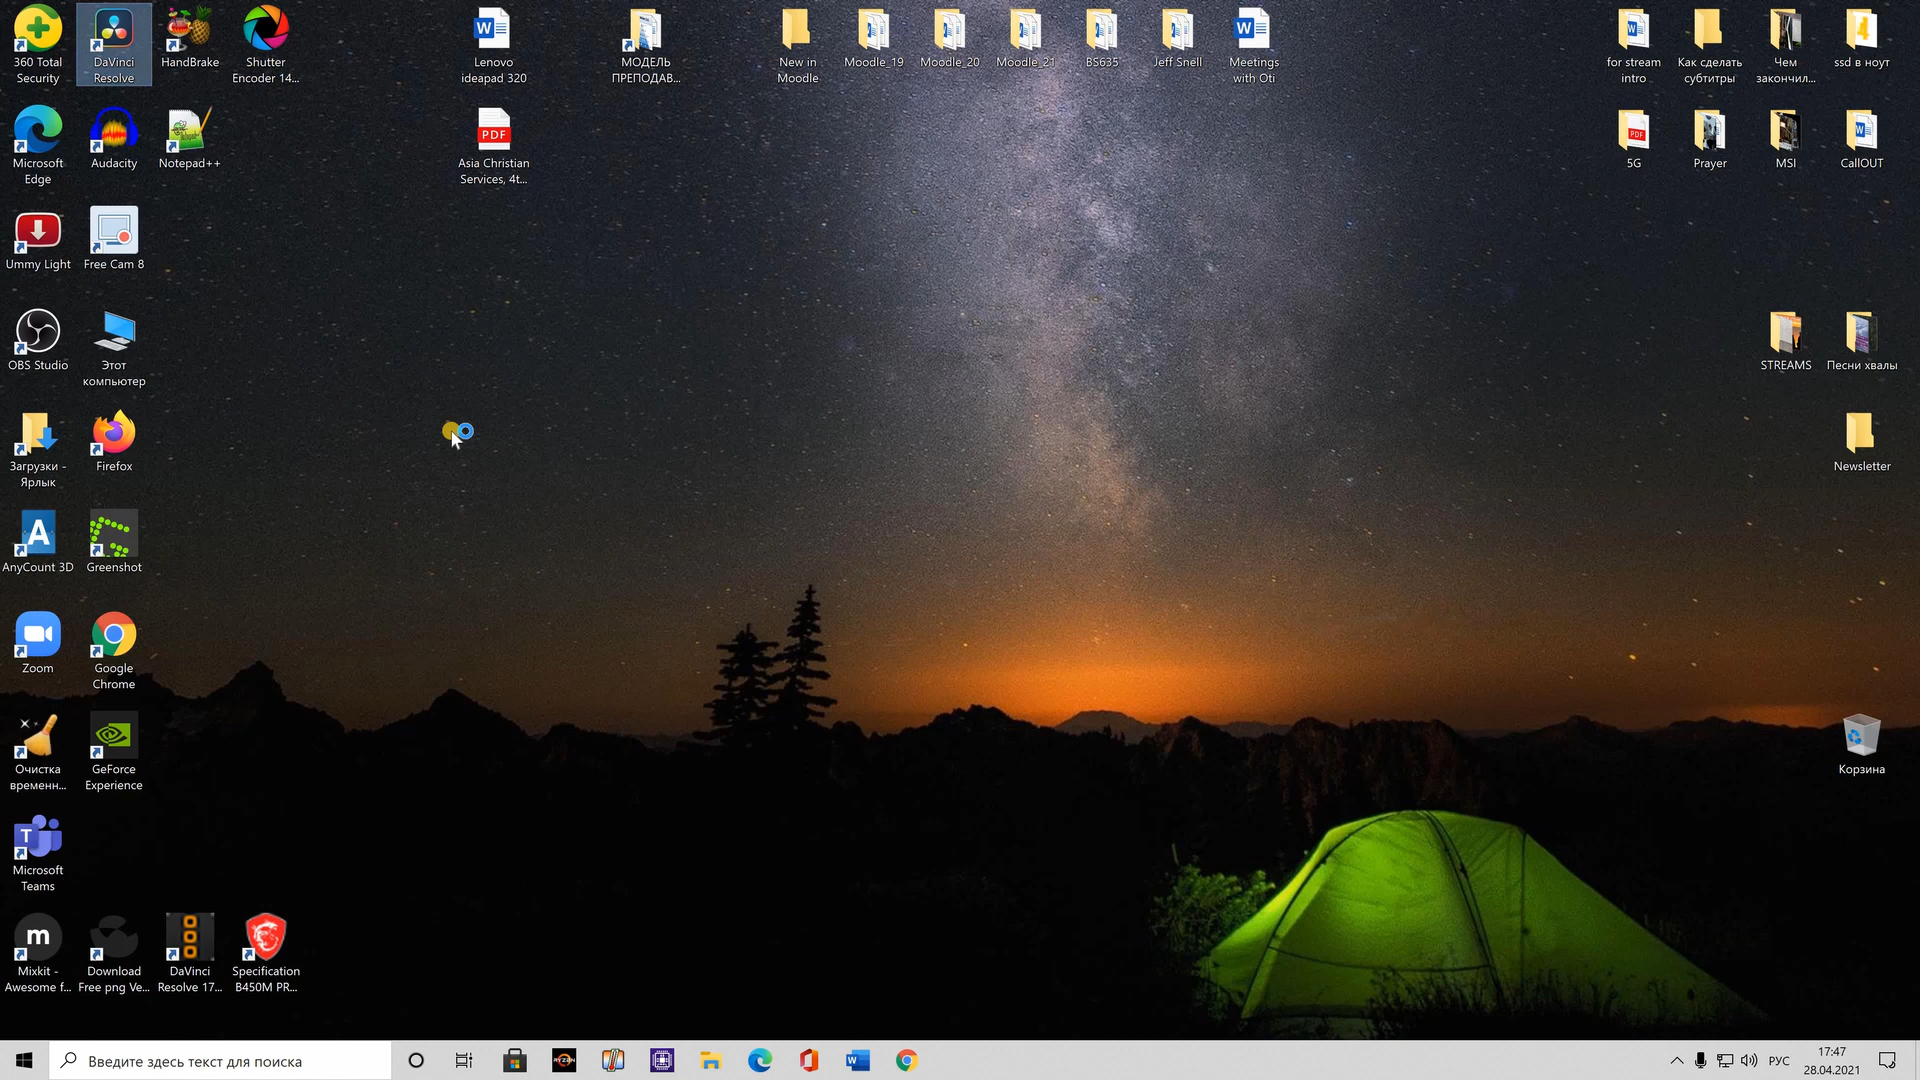 360 Total
Security
DaVinci
Resolve
HandBrake
Shutter
Encoder 14...
Lenovo
ideapad 320
МОДЕЛЬ
ПРЕПОДАВ...
New in
Moodle
Moodle_19
Moodle_20
Moodle_21
BS635
Jeff Snell
Meetings
with Oti
for stream
intro
Как сделать
субтитры
Чем
закончил...
ssd в ноут
Microsoft
Edge
Audacity
Notepad++
PDF
Asia Christian
Services, 4t...
PDF
5G
Prayer
MSI
CallOUT
Ummy Light
Free Cam 8
OBS Studio
Этот
компьютер
STREAMS
Песни хвалы
Загрузки -
Ярлык
Firefox
Newsletter
A
AnyCount 3D
Greenshot
Zoom
Google
Chrome
Очистка
временн...
GeForce
Experience
Корзина
T
Microsoft
Teams
m
Mixkit -
Awesome f...
Download
Free png Ve...
DaVinci
Resolve 17...
Specification
B450M PR...
Введите здесь текст для поиска
RYZEN
РУС
17:47
28.04.2021